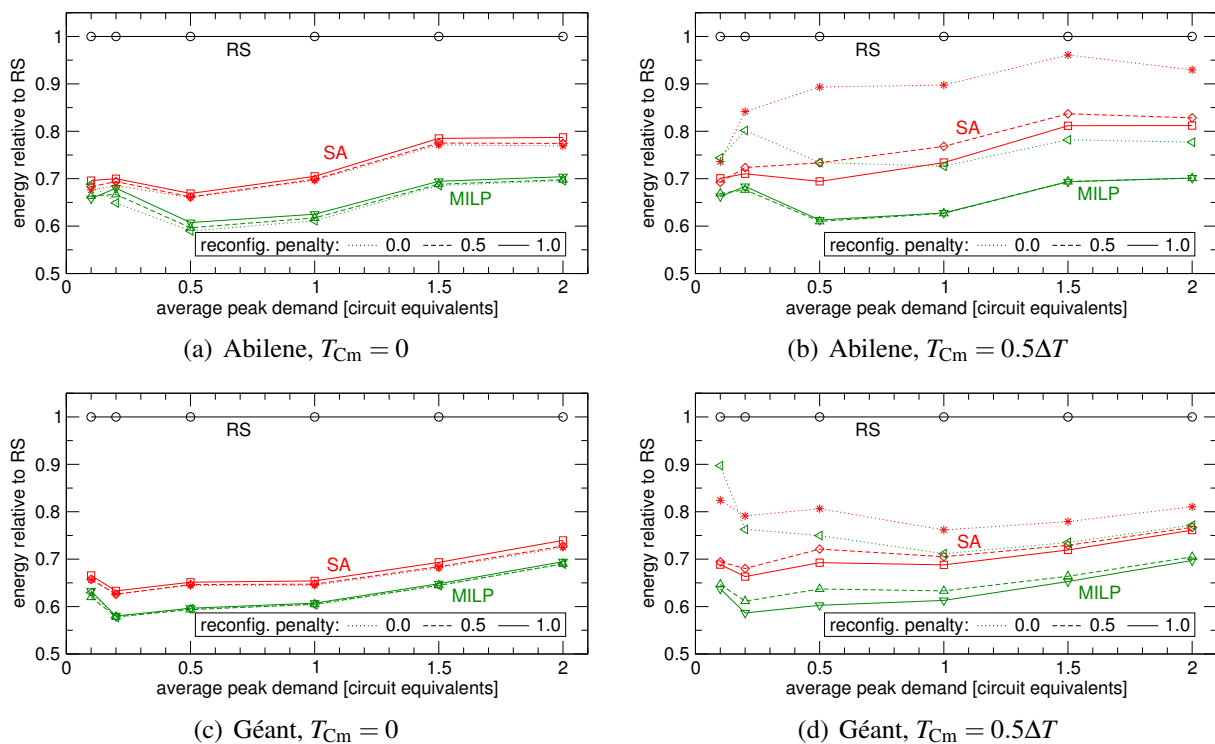 energy relative to RS
1
0.9
0.8
0.7
0.6
0.5
RS
SA
MILP
reconfig. penalty: 0.0 0.5 1.0
0 0.5 1 1.5 2
average peak demand [circuit equivalents]
(a) Abilene, T_Cm = 0
energy relative to RS
1
0.9
0.8
0.7
0.6
0.5
RS
SA
MILP
reconfig. penalty: 0.0 0.5 1.0
0 0.5 1 1.5 2
average peak demand [circuit equivalents]
(b) Abilene, T_Cm = 0.5ΔT
energy relative to RS
1
0.9
0.8
0.7
0.6
0.5
RS
SA
MILP
reconfig. penalty: 0.0 0.5 1.0
0 0.5 1 1.5 2
average peak demand [circuit equivalents]
(c) Géant, T_Cm = 0
energy relative to RS
1
0.9
0.8
0.7
0.6
0.5
RS
SA
MILP
reconfig. penalty: 0.0 0.5 1.0
0 0.5 1 1.5 2
average peak demand [circuit equivalents]
(d) Géant, T_Cm = 0.5ΔT